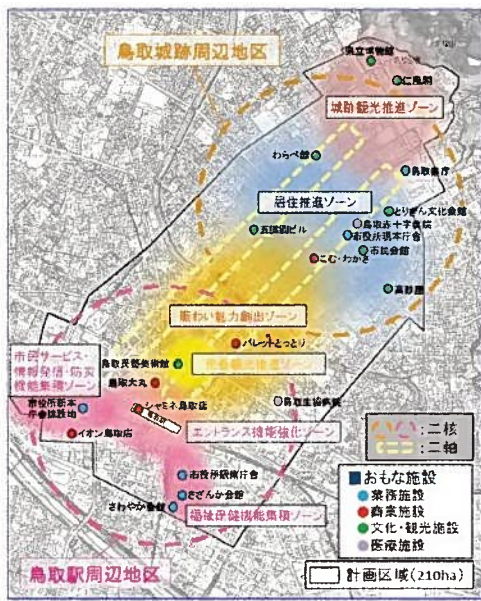 鳥取城跡周辺地区
県立博物館
仁風閣
城跡観光推進ゾーン
わらべ館
鳥取県庁
居住推進ゾーン
とりぎん文化会館
鳥取赤十字病院
五臓圓ビル
市役所現本庁舎
市民会館
こむ・わかさ
高砂屋
賑わい魅力創出ゾーン
パレットとっとり
市民サービス・
情報発信・防災
機能集積ゾーン
鳥取民藝美術館
鳥取大丸
市役所新本
庁舎建設地
シャミネ鳥取店
鳥取駅
鳥取生協病院
イオン鳥取店
エントランス機能強化ゾーン
市役所駅南庁舎
さざんか会館
さわやか会館
福祉保健機能集積ゾーン
鳥取駅周辺地区
:二核
:二軸
おもな施設
業務施設
商業施設
文化・観光施設
医療施設
計画区域(210ha)